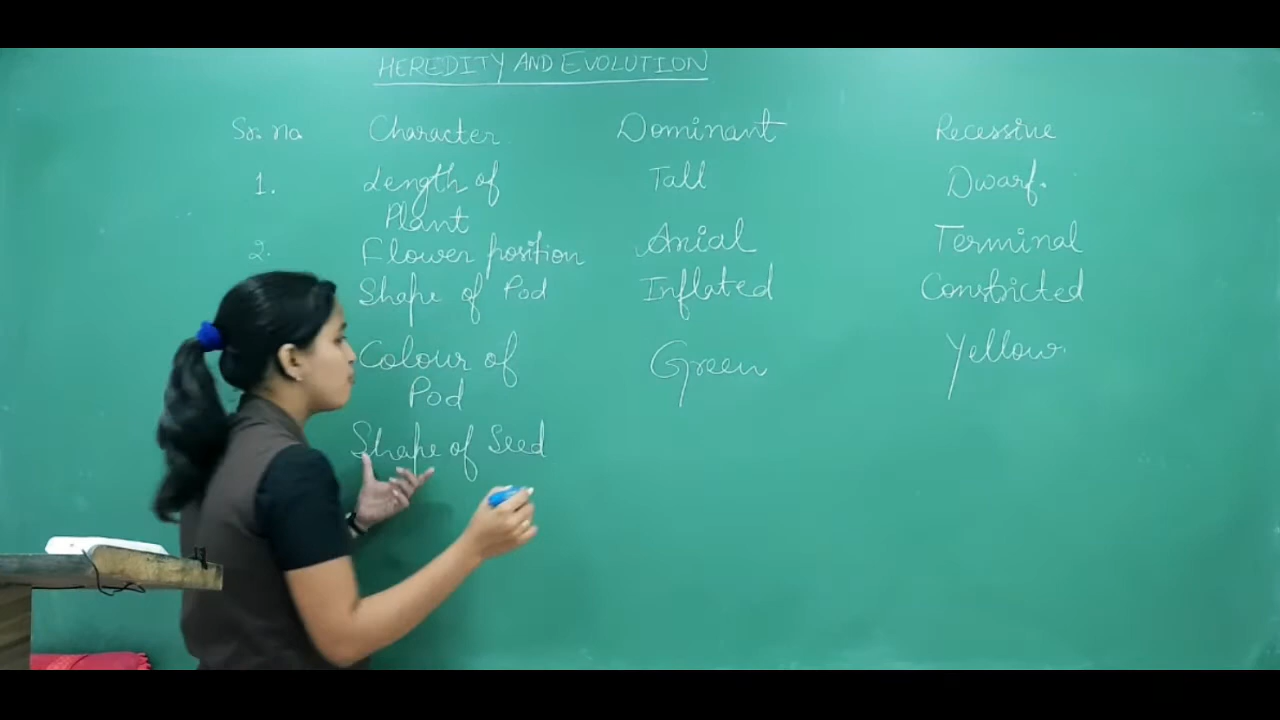 HEREDITY AND EVOLUTION
Sr. no. Character Dominant Recessive
1. Length of Tall Dwarf.
Plant
2. Flower position Axial Terminal
Shape of Pod Inflated Constricted
Colour of Green Yellow
Pod
Shape of Seed